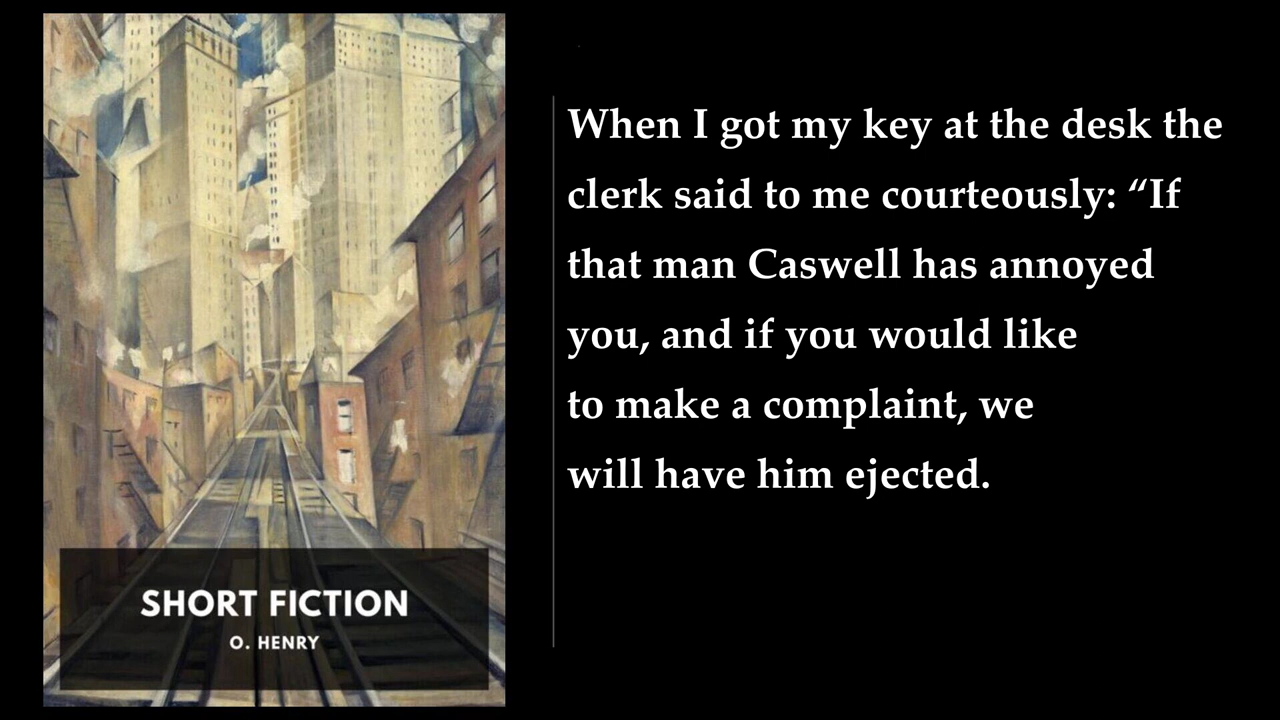 When I got my key at the desk the
clerk said to me courteously: “If
that man Caswell has annoyed
you, and if you would like
to make a complaint, we
will have him ejected.
SHORT FICTION
O. HENRY